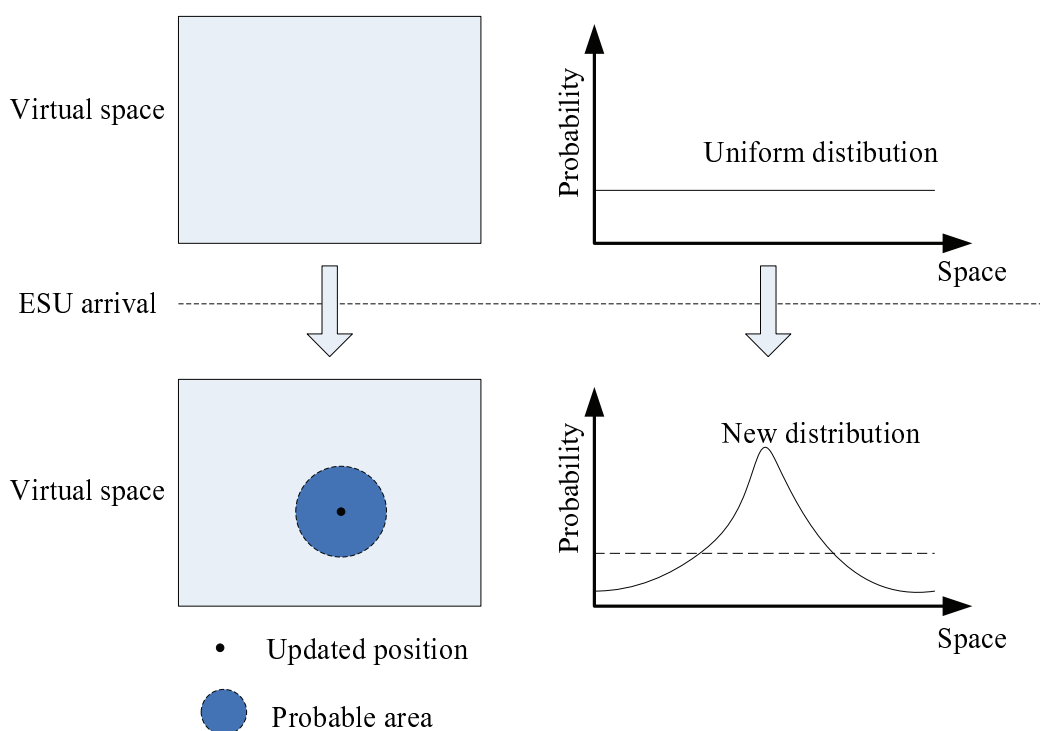 Virtual space
Probability
Uniform distibution
Space
ESU arrival
Virtual space
Probability
New distribution
Space
Updated position
Probable area